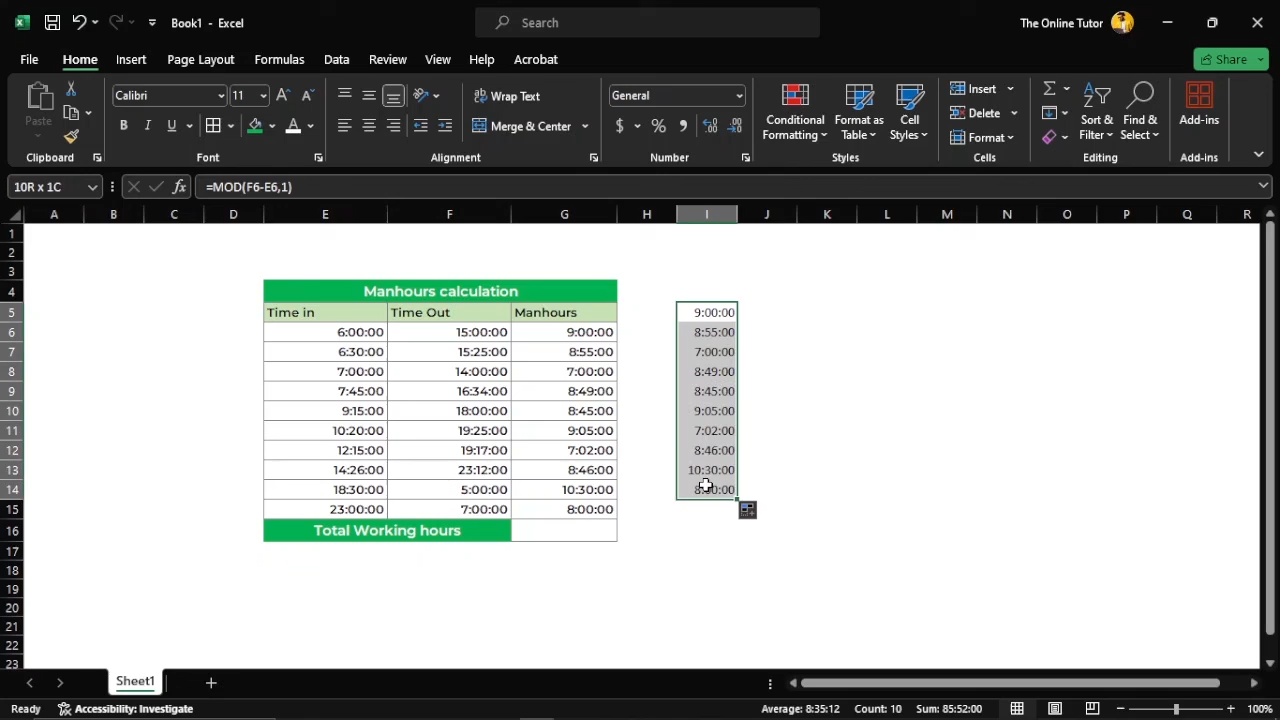 Book1 - Excel
Search
The Online Tutor
File Home Insert Page Layout Formulas Data Review View Help Acrobat
Share
Paste
Calibri 11
Wrap Text
General
Merge & Center
Conditional Formatting
Format as Table
Cell Styles
Insert
Delete
Format
Sort & Filter
Find & Select
Add-ins
Clipboard Font Alignment Number Styles Cells Editing Add-ins
10R x 1C fx =MOD(F6-E6,1)
A B C D E F G H I J K L M N O P Q R
1
2
3
4 Manhours calculation
5 Time in Time Out Manhours 9:00:00
6 6:00:00 15:00:00 9:00:00 8:55:00
7 6:30:00 15:25:00 8:55:00 7:00:00
8 7:00:00 14:00:00 7:00:00 8:49:00
9 7:45:00 16:34:00 8:49:00 8:45:00
10 9:15:00 18:00:00 8:45:00 9:05:00
11 10:20:00 19:25:00 9:05:00 7:02:00
12 12:15:00 19:17:00 7:02:00 8:46:00
13 14:26:00 23:12:00 8:46:00 10:30:00
14 18:30:00 5:00:00 10:30:00
15 23:00:00 7:00:00 8:00:00
16 Total Working hours
17
18
19
20
21
22
23
Sheet1
Ready Accessibility: Investigate Average: 8:35:12 Count: 10 Sum: 85:52:00 100%